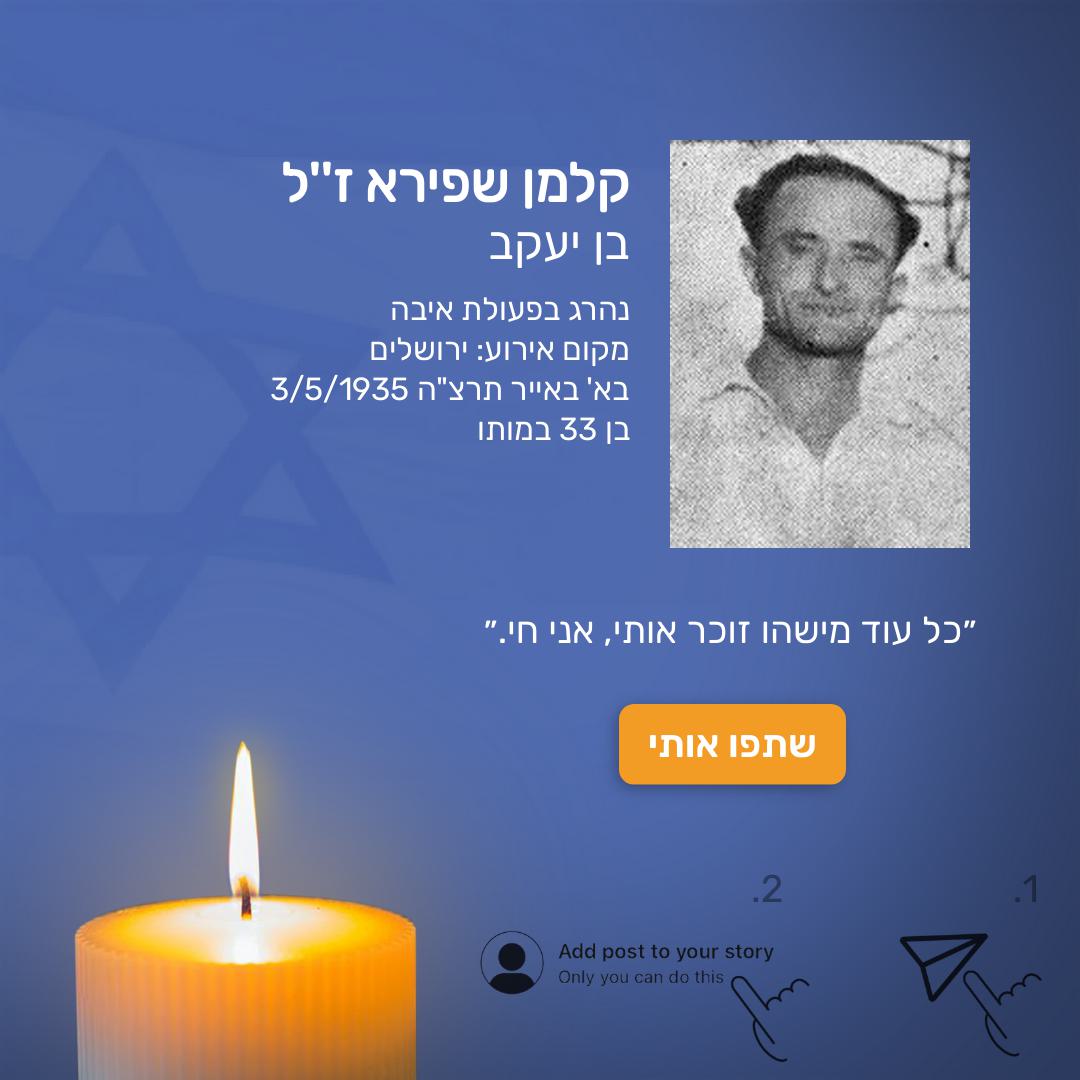 קלמן שפירא ז"ל
בן יעקב
נהרג בפעולת איבה
מקום אירוע: ירושלים
בא' באייר תרצ"ה 3/5/1935
בן 33 במותו
״כל עוד מישהו זוכר אותי, אני חי.״
שתפו אותי
.1
.2
Add post to your story
Only you can do this